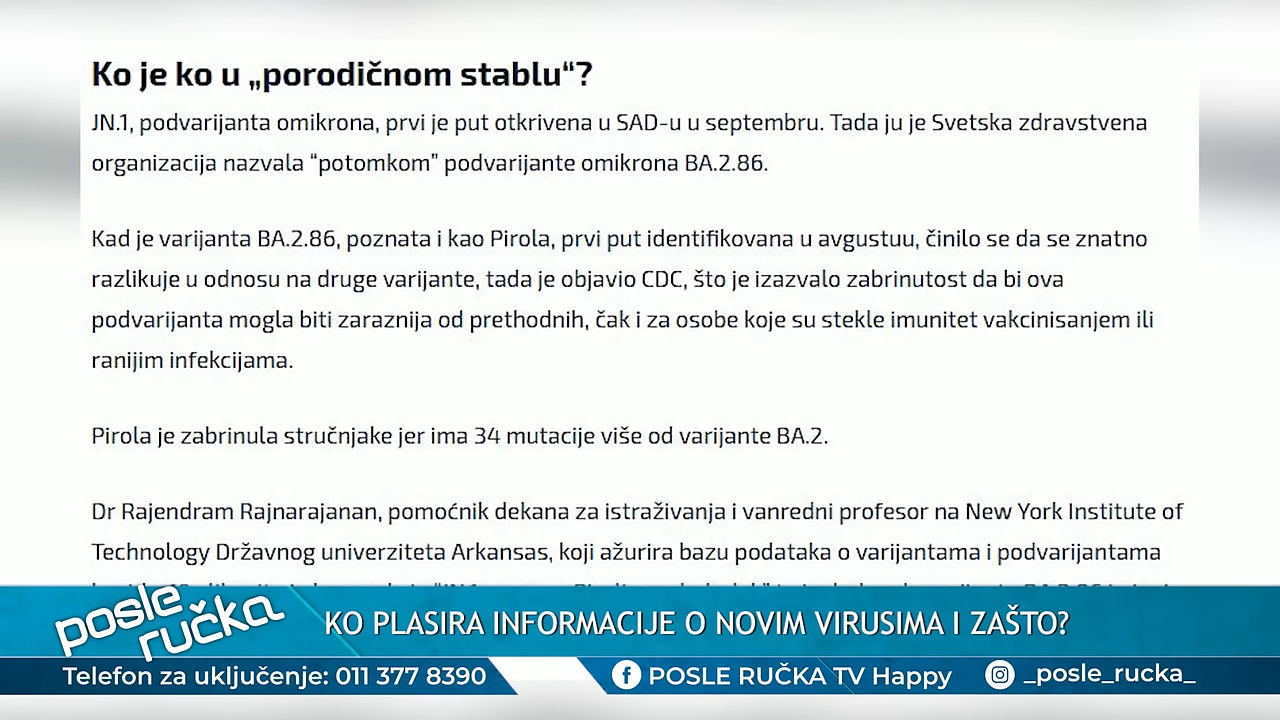 Ko je ko u „porodičnom stablu“?
JN.1, podvarijanta omikrona, prvi je put otkrivena u SAD-u u septembru. Tada ju je Svetska zdravstvena
organizacija nazvala “potomkom” podvarijante omikrona BA.2.86.
Kad je varijanta BA.2.86, poznata i kao Pirola, prvi put identifikovana u avgustuu, činilo se da se znatno
razlikuje u odnosu na druge varijante, tada je objavio CDC, što je izazvalo zabrinutost da bi ova
podvarijanta mogla biti zaraznija od prethodnih, čak i za osobe koje su stekle imunitet vakcinisanjem ili
ranijim infekcijama.
Pirola je zabrinula stručnjake jer ima 34 mutacije više od varijante BA.2.
Dr Rajendram Rajnarajanan, pomoćnik dekana za istraživanja i vanredni profesor na New York Institute of
Technology Državnog univerziteta Arkansas, koji ažurira bazu podataka o varijantama i podvarijantama
posle
ručka
KO PLASIRA INFORMACIJE O NOVIM VIRUSIMA I ZAŠTO?
Telefon za uključenje: 011 377 8390
POSLE RUČKA TV Happy
_posle_rucka_